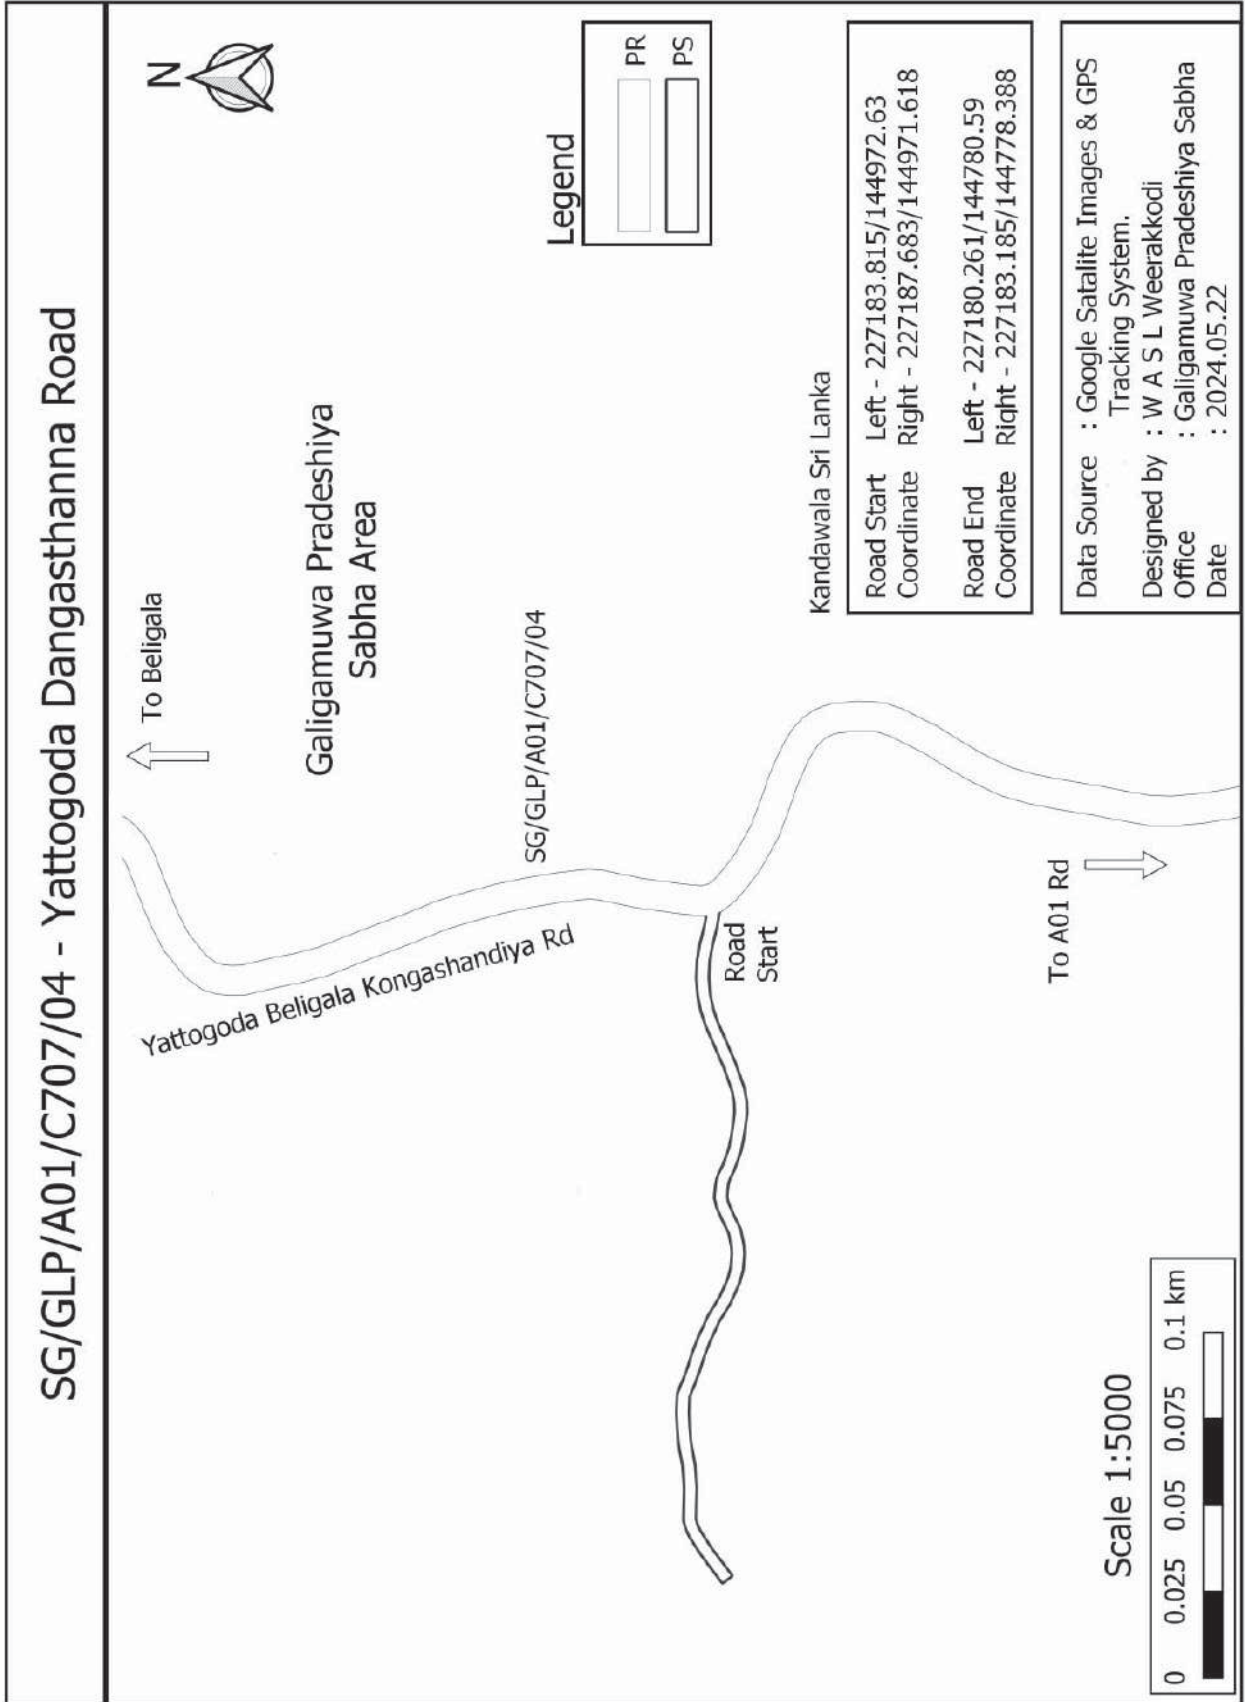 SG/GLP/A01/C707/04 - Yattogoda Dangasthanna Road
N
To Beligala
Galigamuwa Pradeshiya
Sabha Area
Legend
PR
PS
SG/GLP/A01/C707/04
Yattogoda Beligala Kongashandiya Rd
Road
Start
Kandawala Sri Lanka
Road Start Left - 227183.815/144972.63
Coordinate Right - 227187.683/144971.618
Road End Left - 227180.261/144780.59
Coordinate Right - 227183.185/144778.388
To A01 Rd
Data Source : Google Satalite Images & GPS
Tracking System.
Designed by : W A S L Weerakkodi
Office : Galigamuwa Pradeshiya Sabha
Date : 2024.05.22
Scale 1:5000
0 0.025 0.05 0.075 0.1 km